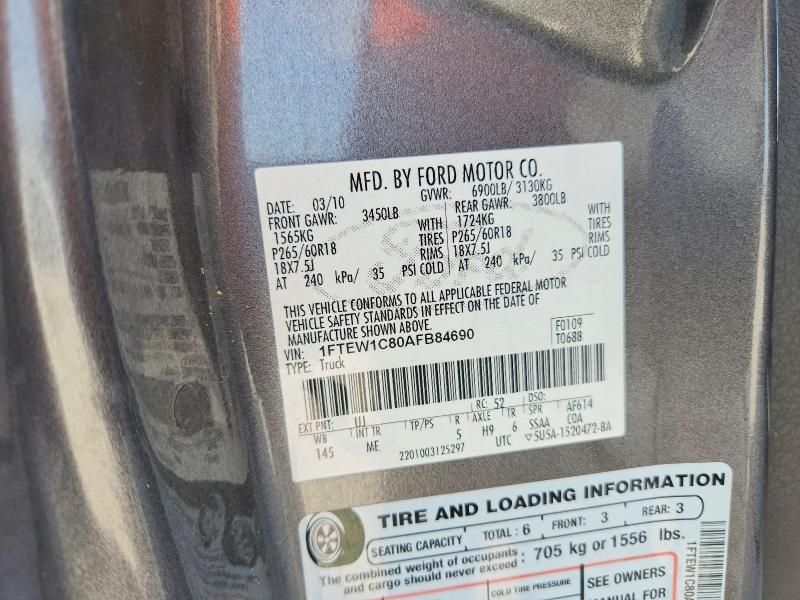 MFD. BY FORD MOTOR CO.
DATE: 03/10 GVWR: 6900LB/ 3130KG
FRONT GAWR: 3450LB REAR GAWR: 3800LB
1565KG WITH 1724KG WITH
P265/60R18 TIRES P265/60R18 TIRES
18X7.5J RIMS 18X7.5J RIMS
AT 240 kPa/ 35 PSI COLD AT 240 kPa/ 35 PSI COLD
THIS VEHICLE CONFORMS TO ALL APPLICABLE FEDERAL MOTOR
VEHICLE SAFETY STANDARDS IN EFFECT ON THE DATE OF
MANUFACTURE SHOWN ABOVE.
VIN: 1FTEW1C80AFB84690 F0109
TYPE: Truck T0688
EXT PNT: UJ RC: 52 DSO: AF614
WB INT TR TP/PS R AXLE TR SPR COA
145 ME 5 H9 6 SSAA
2201003125297 UTC ▽5U5A-1520472-BA
TIRE AND LOADING INFORMATION
SEATING CAPACITY TOTAL: 6 FRONT: 3 REAR: 3
The combined weight of occupants
and cargo should never exceed : 705 kg or 1556 lbs.
COLD TIRE PRESSURE SEE OWNERS
MANUAL FOR
1FTEW1C80A